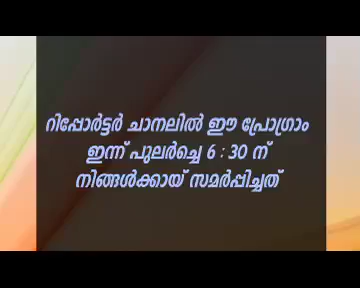 റിപ്പോർട്ടർ ചാനലിൽ ഈ പ്രോഗ്രാം
ഇന്ന് പുലർച്ചെ 6 : 30 ന്
നിങ്ങൾക്കായ് സമർപ്പിച്ചത്